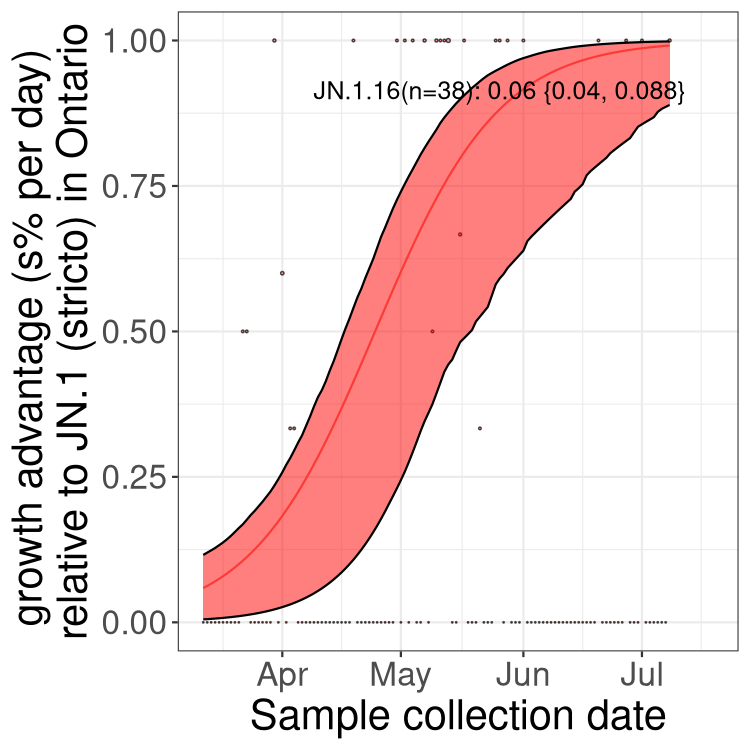 growth advantage (s% per day)
relative to JN.1 (stricto) in Ontario
1.00
0.75
0.50
0.25
0.00
JN.1.16(n=38): 0.06 {0.04, 0.088}
Apr May Jun Jul
Sample collection date